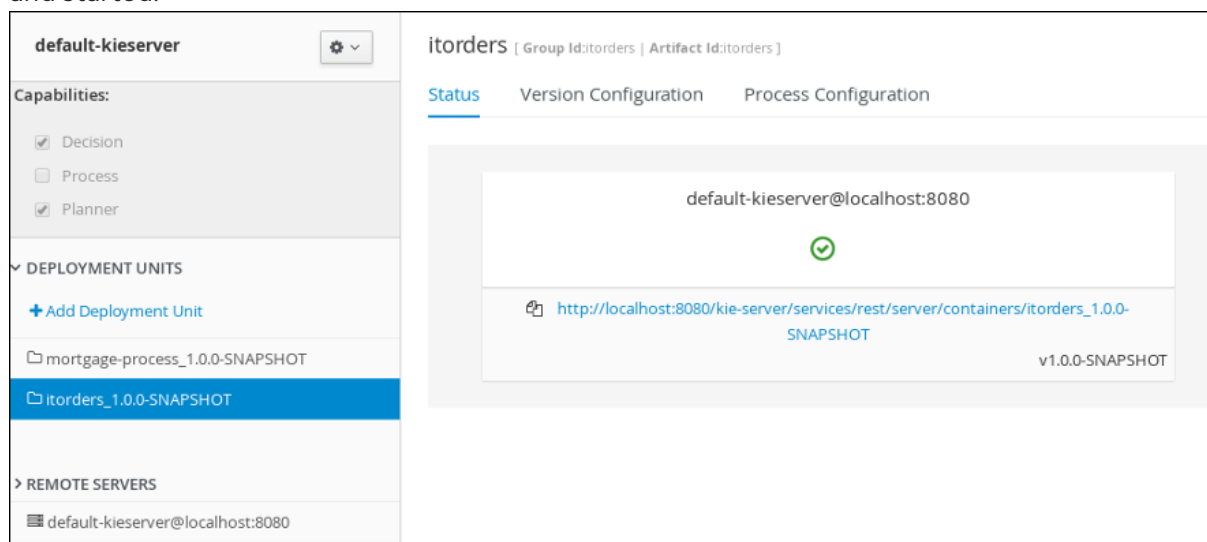 and started.
default-kieserver
Capabilities:
Decision
Process
Planner
DEPLOYMENT UNITS
+Add Deployment Unit
mortgage-process_1.0.0-SNAPSHOT
itorders_1.0.0-SNAPSHOT
REMOTE SERVERS
default-kieserver@localhost:8080
itorders [ Group Id:itorders | Artifact Id:itorders ]
Status Version Configuration Process Configuration
default-kieserver@localhost:8080
http://localhost:8080/kie-server/services/rest/server/containers/itorders_1.0.0-
SNAPSHOT
v1.0.0-SNAPSHOT